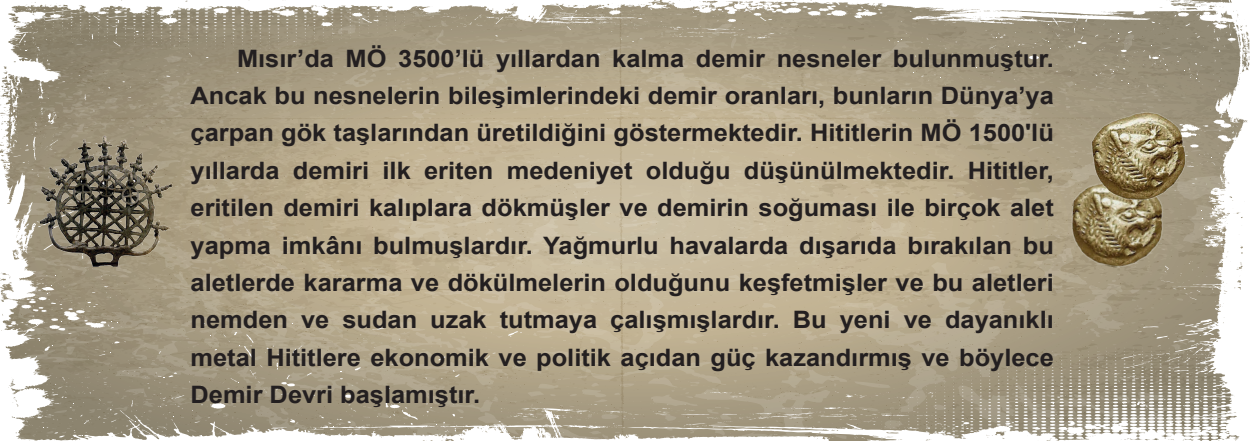 Mısır’da MÖ 3500’lü yıllardan kalma demir nesneler bulunmuştur.
Ancak bu nesnelerin bileşimlerindeki demir oranları, bunların Dünya’ya
çarpan gök taşlarından üretildiğini göstermektedir. Hititlerin MÖ 1500'lü
yıllarda demiri ilk eriten medeniyet olduğu düşünülmektedir. Hititler,
eritilen demiri kalıplara dökmüşler ve demirin soğuması ile birçok alet
yapma imkânı bulmuşlardır. Yağmurlu havalarda dışarıda bırakılan bu
aletlerde kararma ve dökülmelerin olduğunu keşfetmişler ve bu aletleri
nemden ve sudan uzak tutmaya çalışmışlardır. Bu yeni ve dayanıklı
metal Hititlere ekonomik ve politik açıdan güç kazandırmış ve böylece
Demir Devri başlamıştır.